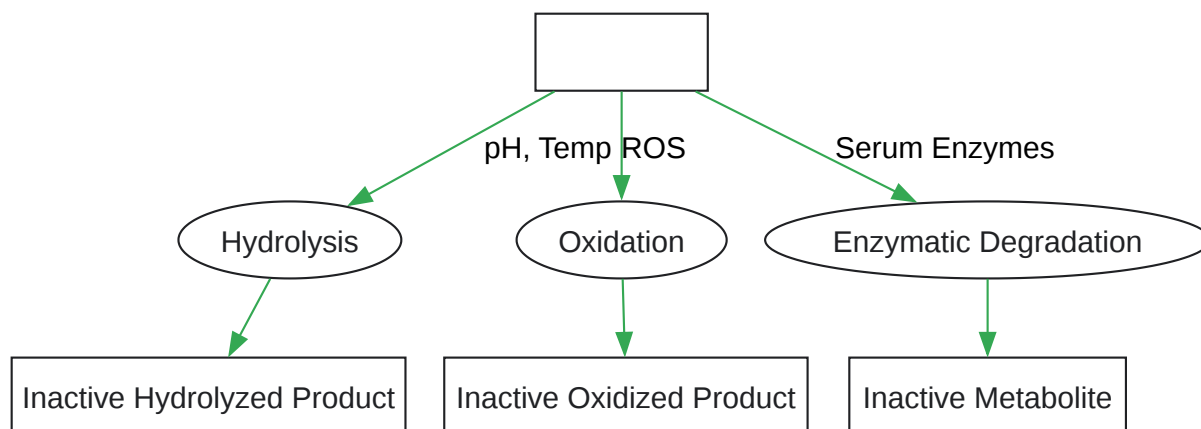 pH, Temp
ROS
Serum Enzymes
Hydrolysis
Oxidation
Enzymatic Degradation
Inactive Hydrolyzed Product
Inactive Oxidized Product
Inactive Metabolite